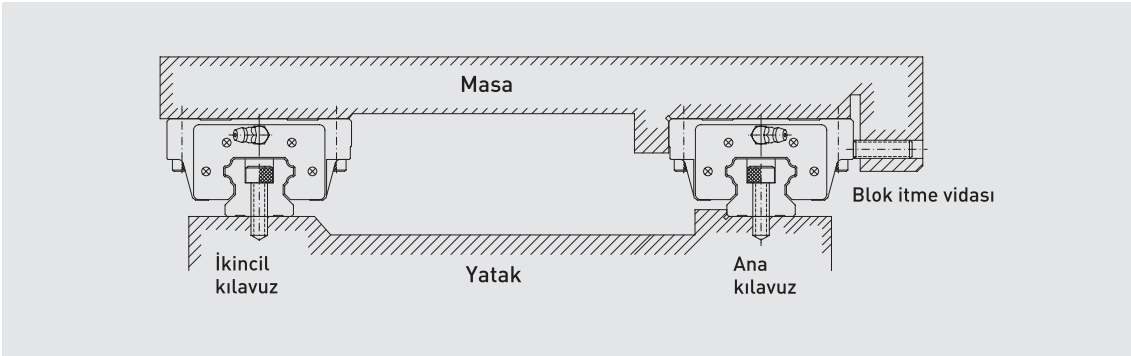 Masa
Blok itme vidası
İkincil
kılavuz
Yatak
Ana
kılavuz